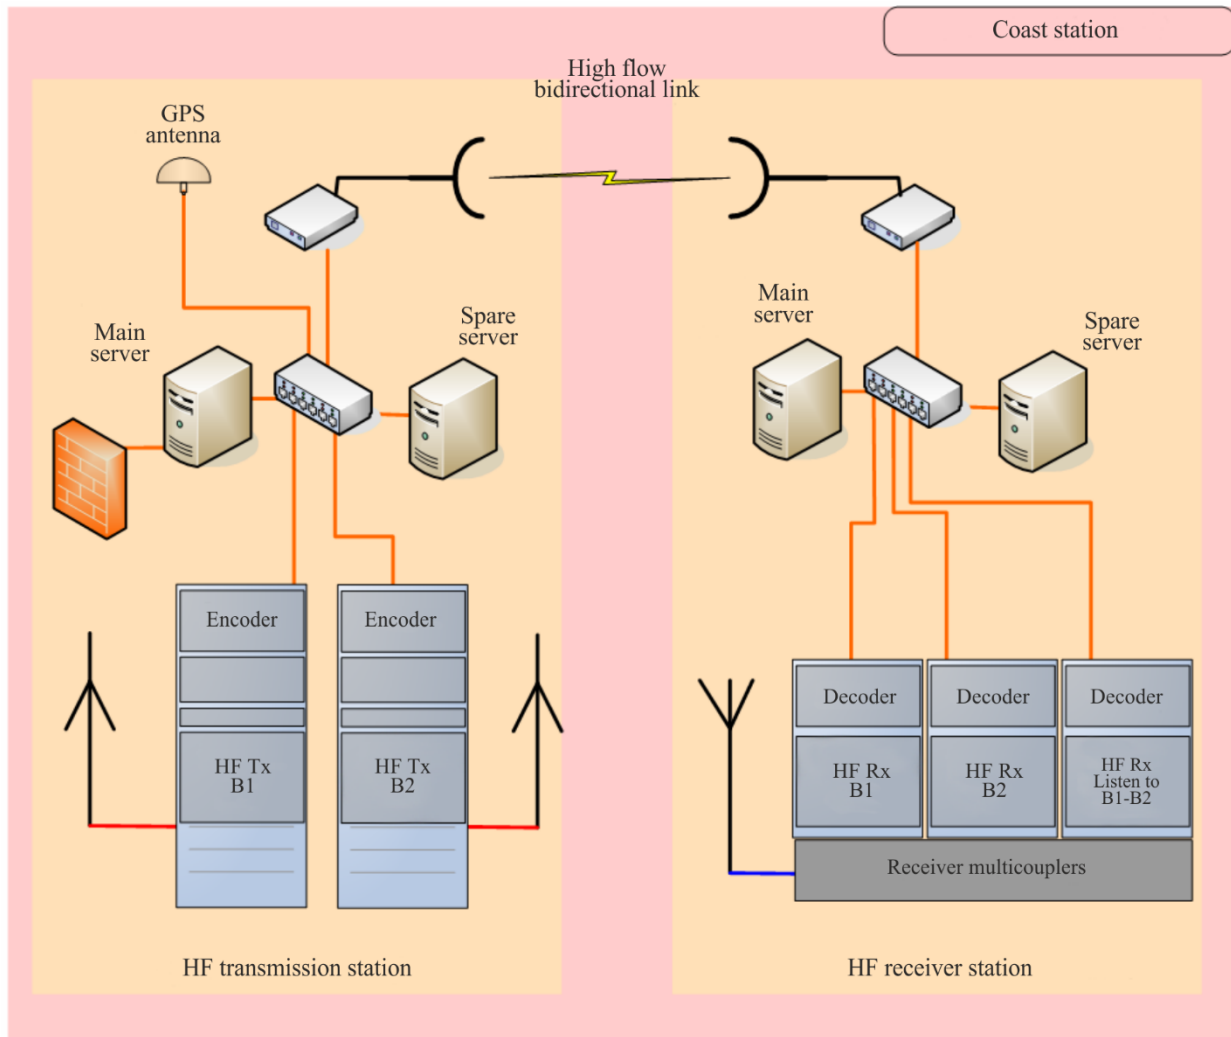 Coast station
High flow
bidirectional link
GPS
antenna
Main
server
Spare
server
Main
server
Spare
server
Encoder
Encoder
HF Tx
B1
HF Tx
B2
Decoder
Decoder
Decoder
HF Rx
B1
HF Rx
B2
HF Rx
Listen to
B1-B2
Receiver multicouplers
HF transmission station
HF receiver station